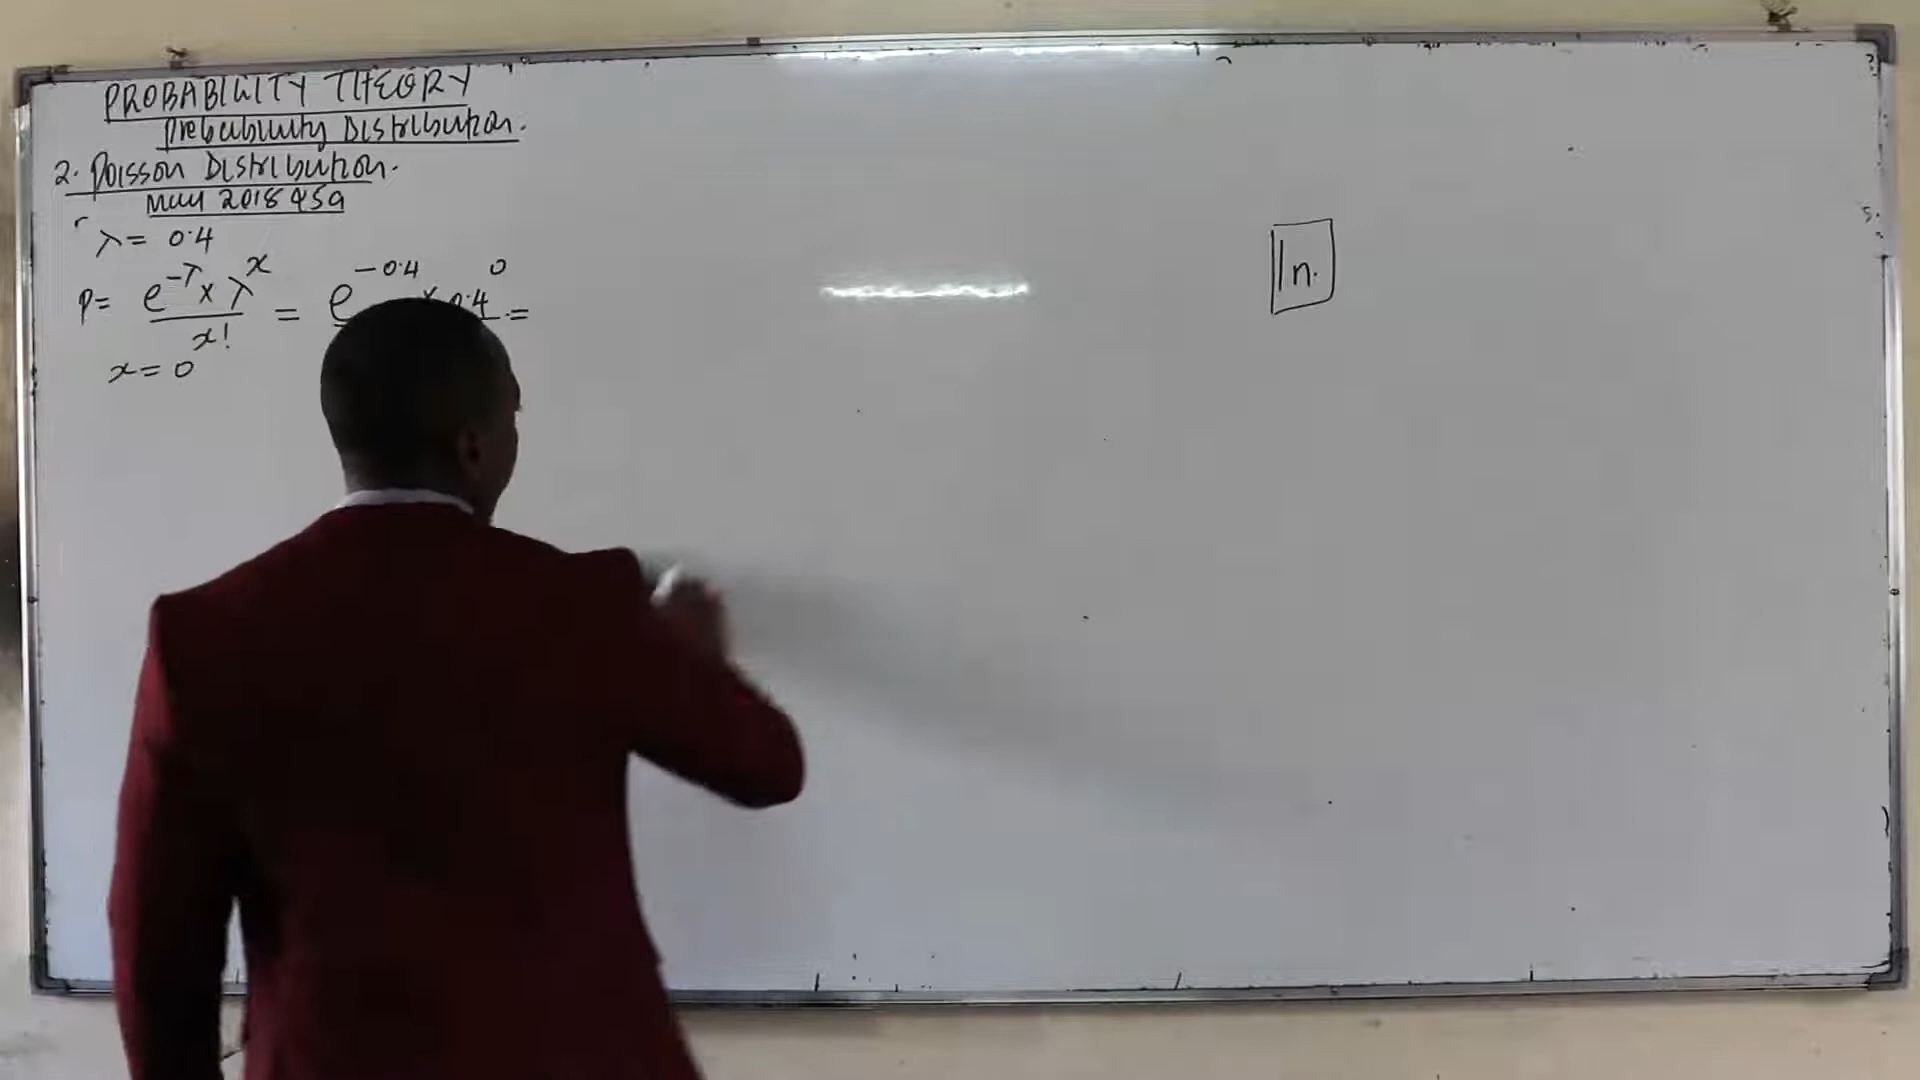 PROBABILITY THEORY
Probability Distribution.
2. Poisson Distribution.
May 2018 Q5a
λ = 0.4
P = e^-λ × λ^x / x! = e^-0.4 × 0.4^0 =
x = 0
ln.